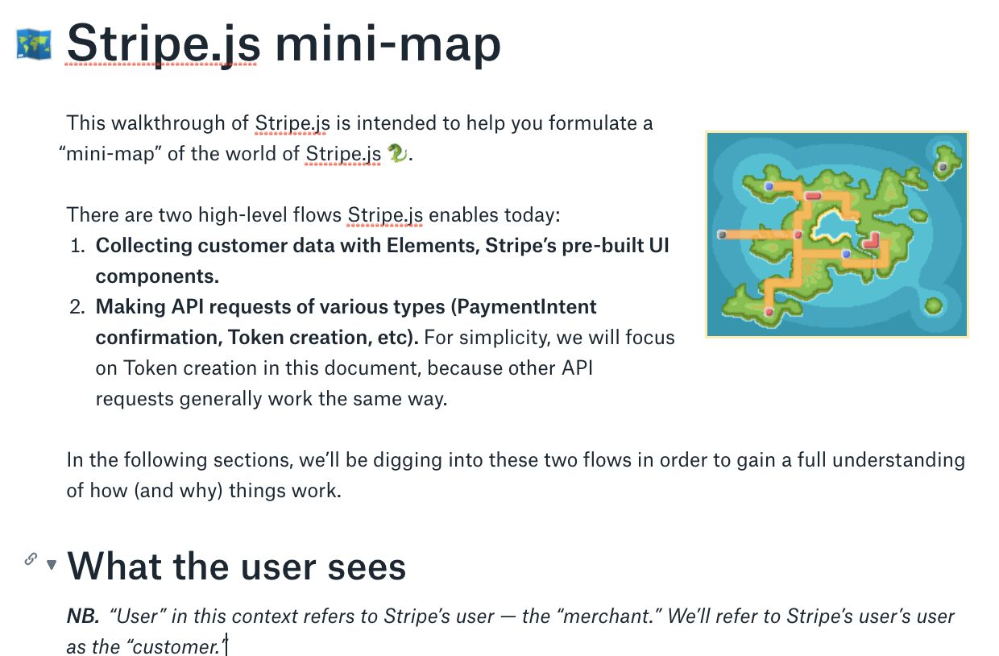 Stripe.js mini-map
This walkthrough of Stripe.js is intended to help you formulate a
“mini-map” of the world of Stripe.js 🐉.
There are two high-level flows Stripe.js enables today:
1. Collecting customer data with Elements, Stripe’s pre-built UI
components.
2. Making API requests of various types (PaymentIntent
confirmation, Token creation, etc). For simplicity, we will focus
on Token creation in this document, because other API
requests generally work the same way.
In the following sections, we’ll be digging into these two flows in order to gain a full understanding
of how (and why) things work.
What the user sees
NB. “User” in this context refers to Stripe’s user — the “merchant.” We’ll refer to Stripe’s user’s user
as the “customer.”